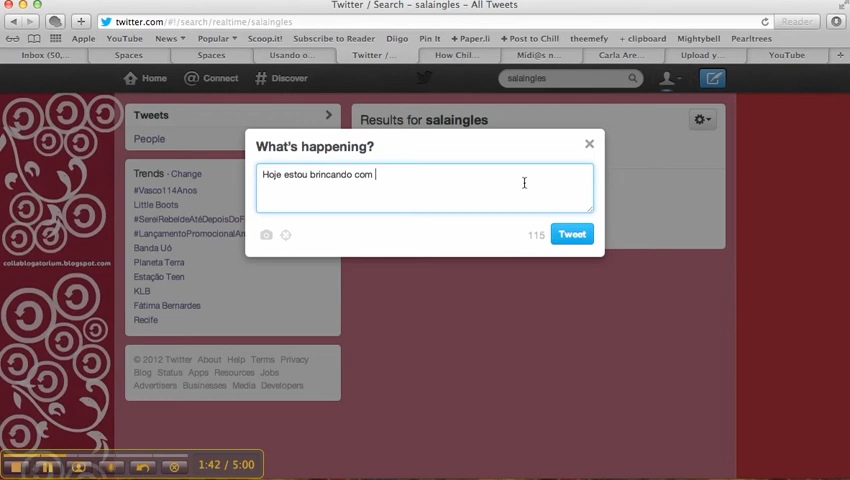 Twitter / Search - salaingles - All Tweets
twitter.com/#!/search/realtime/salaingles
Reader
Apple YouTube News Popular Scoop.it! Subscribe to Reader Diigo Pin It + Paper.li + Post to Chill theemefy + clipboard Mightybell Pearltrees
Inbox (50,... Spaces Spaces Usando o... Twitter /... How Chil... Midi@s n... Carla Are... Upload y... YouTube
Home @ Connect # Discover salaingles
Tweets
People
Results for salaingles
What's happening?
Hoje estou brincando com
115 Tweet
Trends · Change
#Vasco114Anos
Little Boots
#SereiRebeldeAtéDepoisDoF
#LançamentoPromocionalAn
Banda Uó
Planeta Terra
Estação Teen
KLB
Fátima Bernardes
Recife
collablogatorium.blogspot.com
© 2012 Twitter About Help Terms Privacy
Blog Status Apps Resources Jobs
Advertisers Businesses Media Developers
1:42 / 5:00